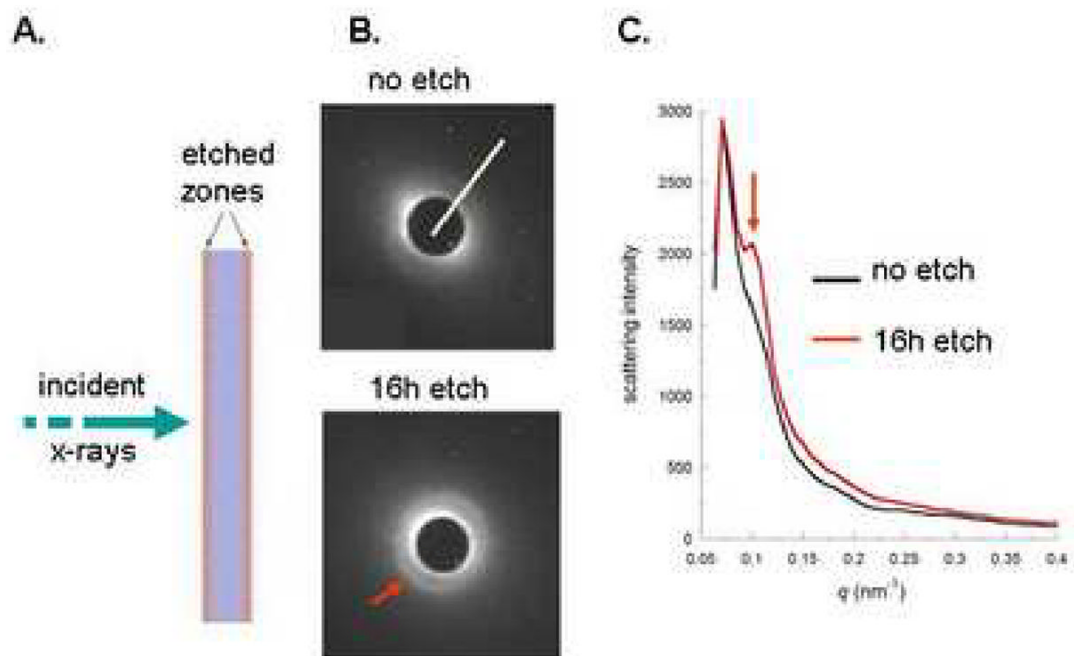 A.
B.
C.
no etch
etched
zones
incident
x-rays
16h etch
3000
2500
2000
1500
1000
500
0
scattering intensity
no etch
16h etch
0.05
0.1
0.15
0.2
0.25
0.3
0.35
0.4
q (nm⁻¹)